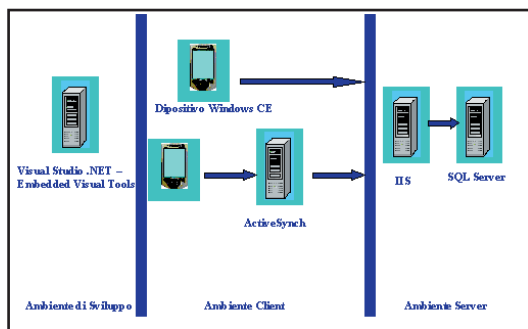 Dipositivo Windows CE
Visual Studio .NET –
Embedded Visual Tools
IIS
SQL Server
ActiveSynch
Ambiente di Sviluppo
Ambiente Client
Ambiente Server